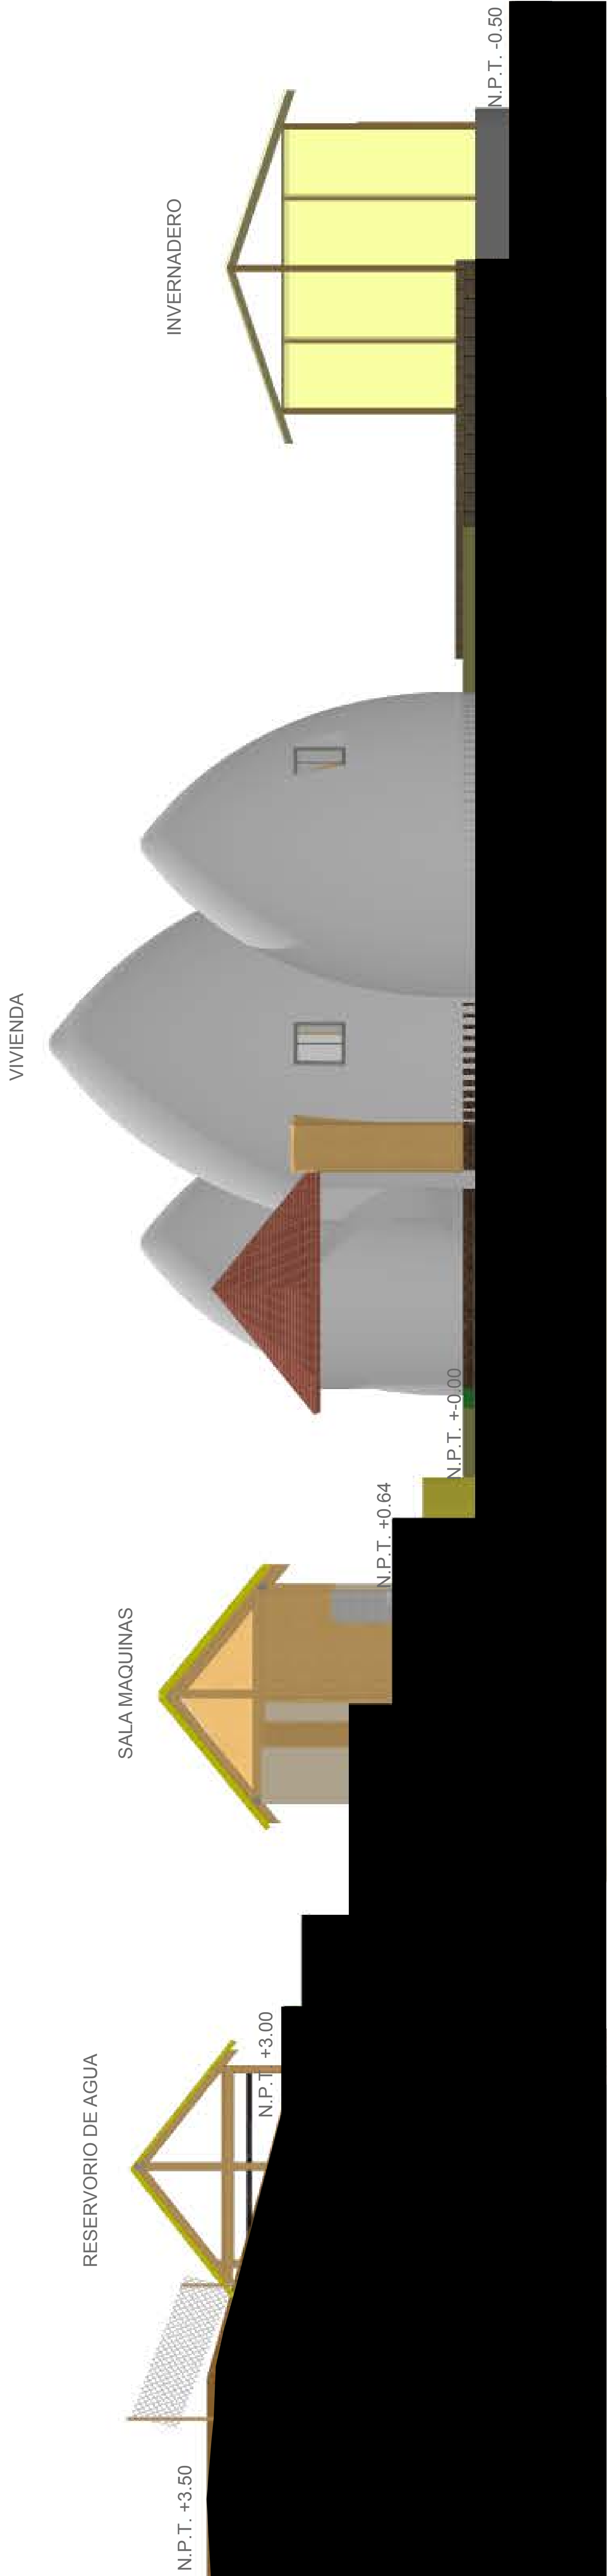 VIVIENDA
RESERVORIO DE AGUA
SALA MAQUINAS
INVERNADERO
N.P.T. +3.50
N.P.T. +3.00
N.P.T. +0.64
N.P.T. +-0.00
N.P.T. -0.50